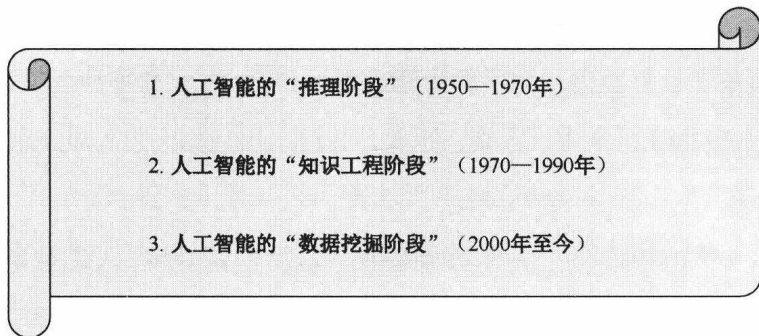 1. 人工智能的“推理阶段”（1950—1970年）
2. 人工智能的“知识工程阶段”（1970—1990年）
3. 人工智能的“数据挖掘阶段”（2000年至今）